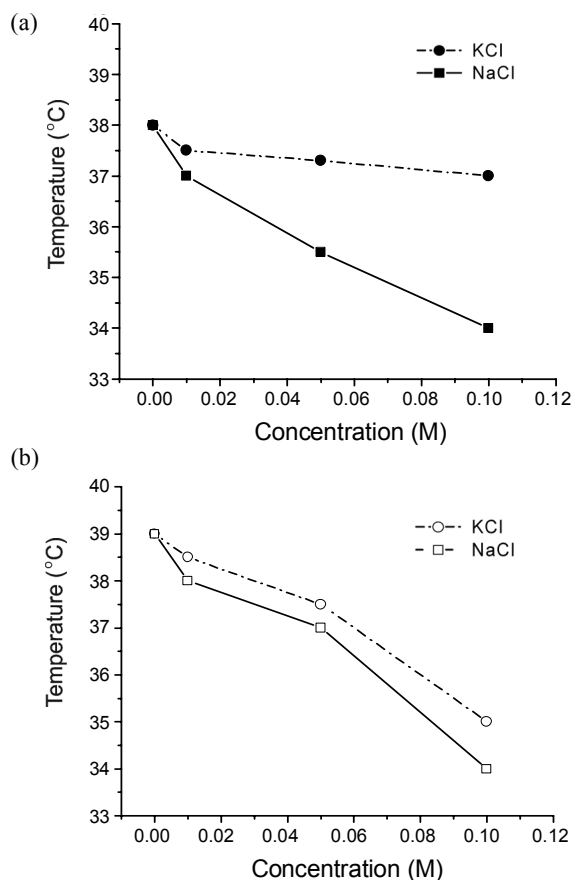 (a)
40
39
38
37
36
35
34
33
Temperature (°C)
KCl
NaCl
0.00 0.02 0.04 0.06 0.08 0.10 0.12
Concentration (M)
(b)
40
39
38
37
36
35
34
33
Temperature (°C)
KCl
NaCl
0.00 0.02 0.04 0.06 0.08 0.10 0.12
Concentration (M)